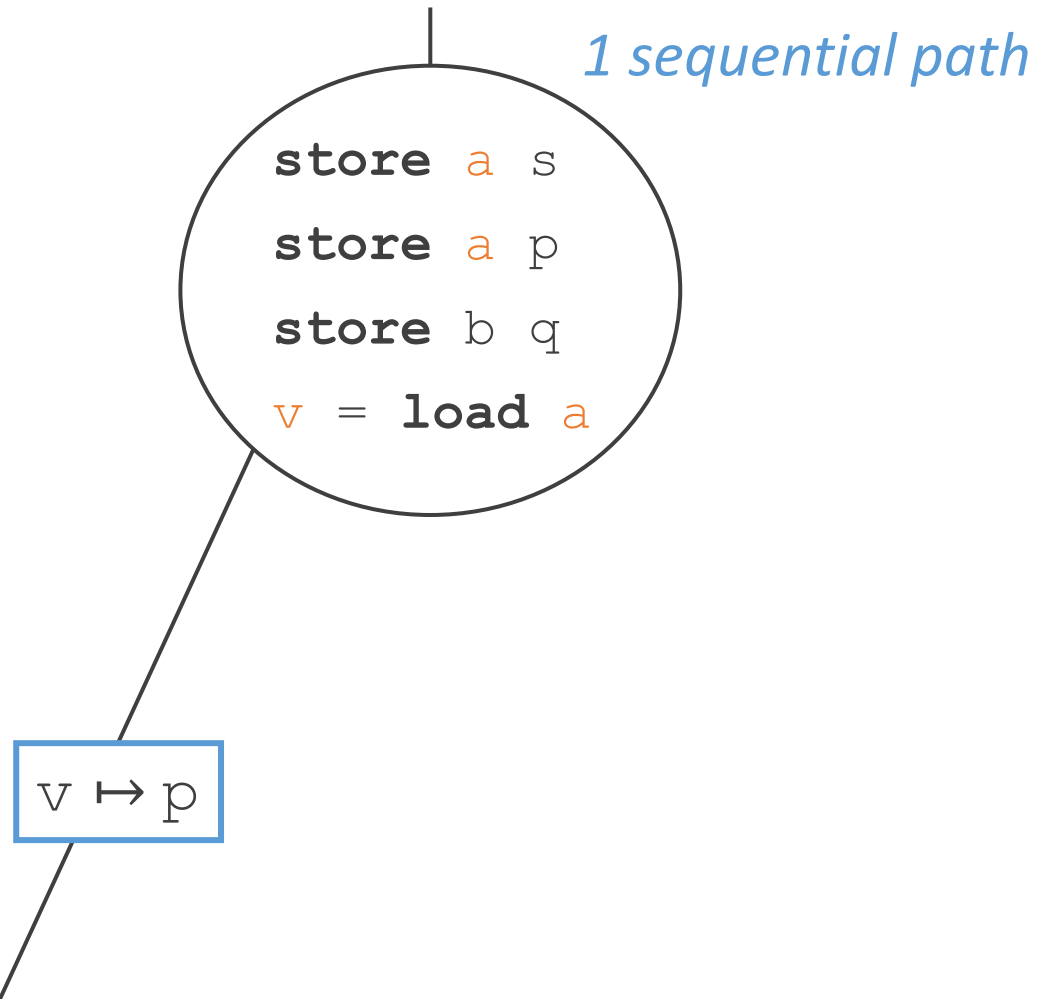 1 sequential path
store a s
store a p
store b q
v = load a
v ↦ p